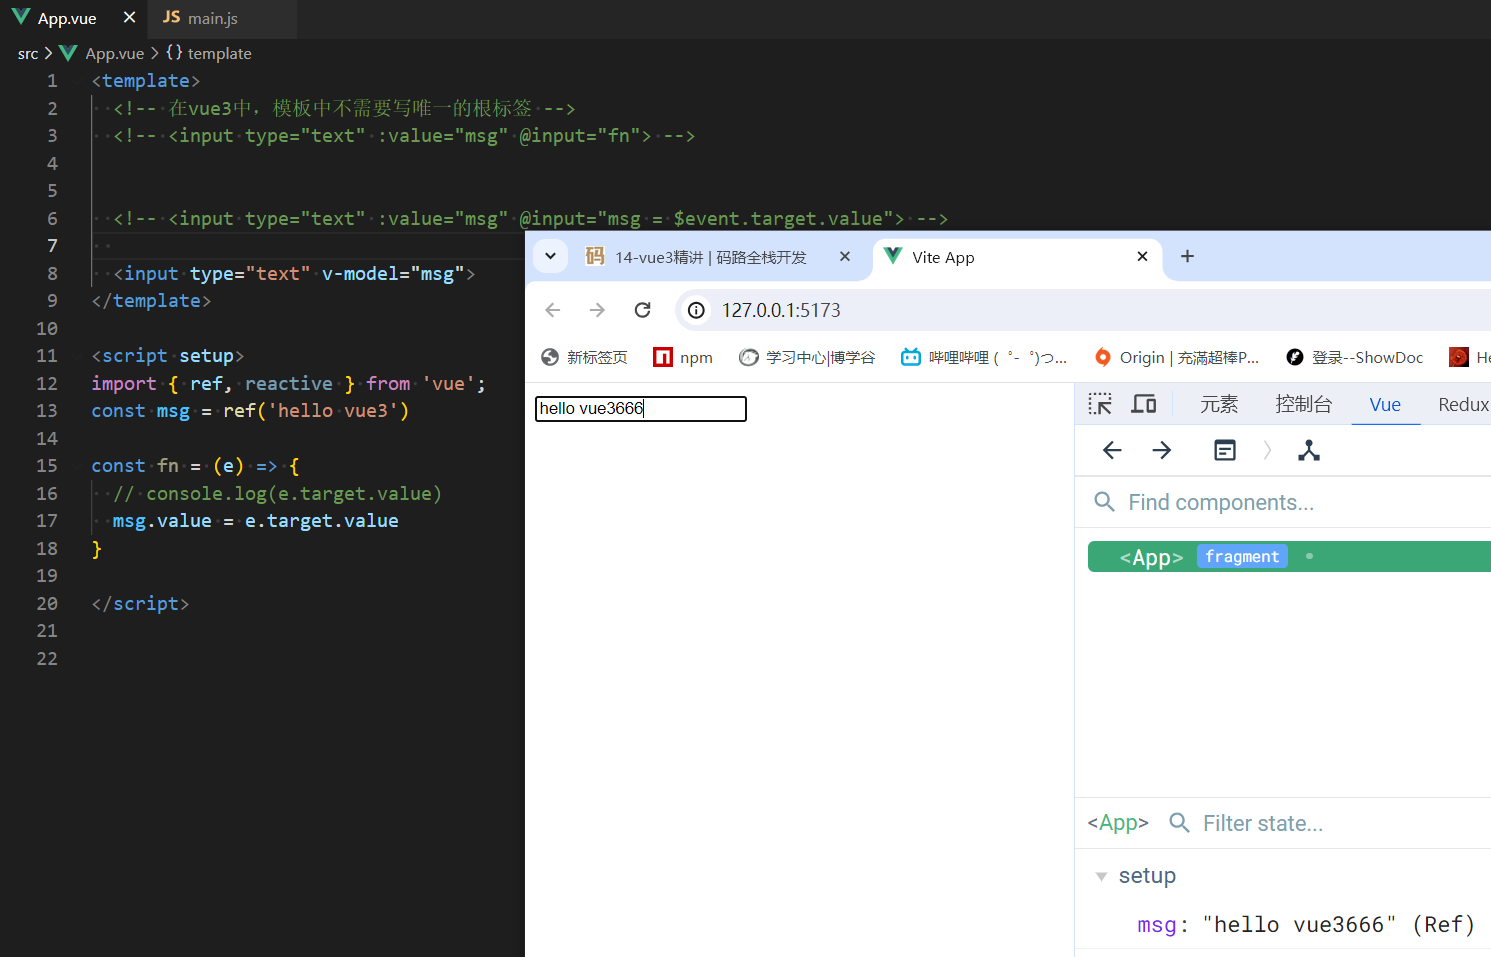 App.vue
JS main.js
src > App.vue > {} template
1 <template>
2 <!-- 在vue3中，模板中不需要写唯一的根标签 -->
3 <!-- <input type="text" :value="msg" @input="fn"> -->
4
5
6 <!-- <input type="text" :value="msg" @input="msg = $event.target.value"> -->
7
8 <input type="text" v-model="msg">
9 </template>
10
11 <script setup>
12 import { ref, reactive } from 'vue';
13 const msg = ref('hello vue3')
14
15 const fn = (e) => {
16 // console.log(e.target.value)
17 msg.value = e.target.value
18 }
19
20 </script>
21
22
码 14-vue3精讲 | 码路全栈开发
Vite App
127.0.0.1:5173
新标签页 npm 学习中心|博学谷 哔哩哔哩 (゜-゜)つ... Origin | 充满超棒P... 登录--ShowDoc He
hello vue3666
元素 控制台 Vue Redux
Find components...
<App> fragment
<App> Filter state...
setup
msg: "hello vue3666" (Ref)